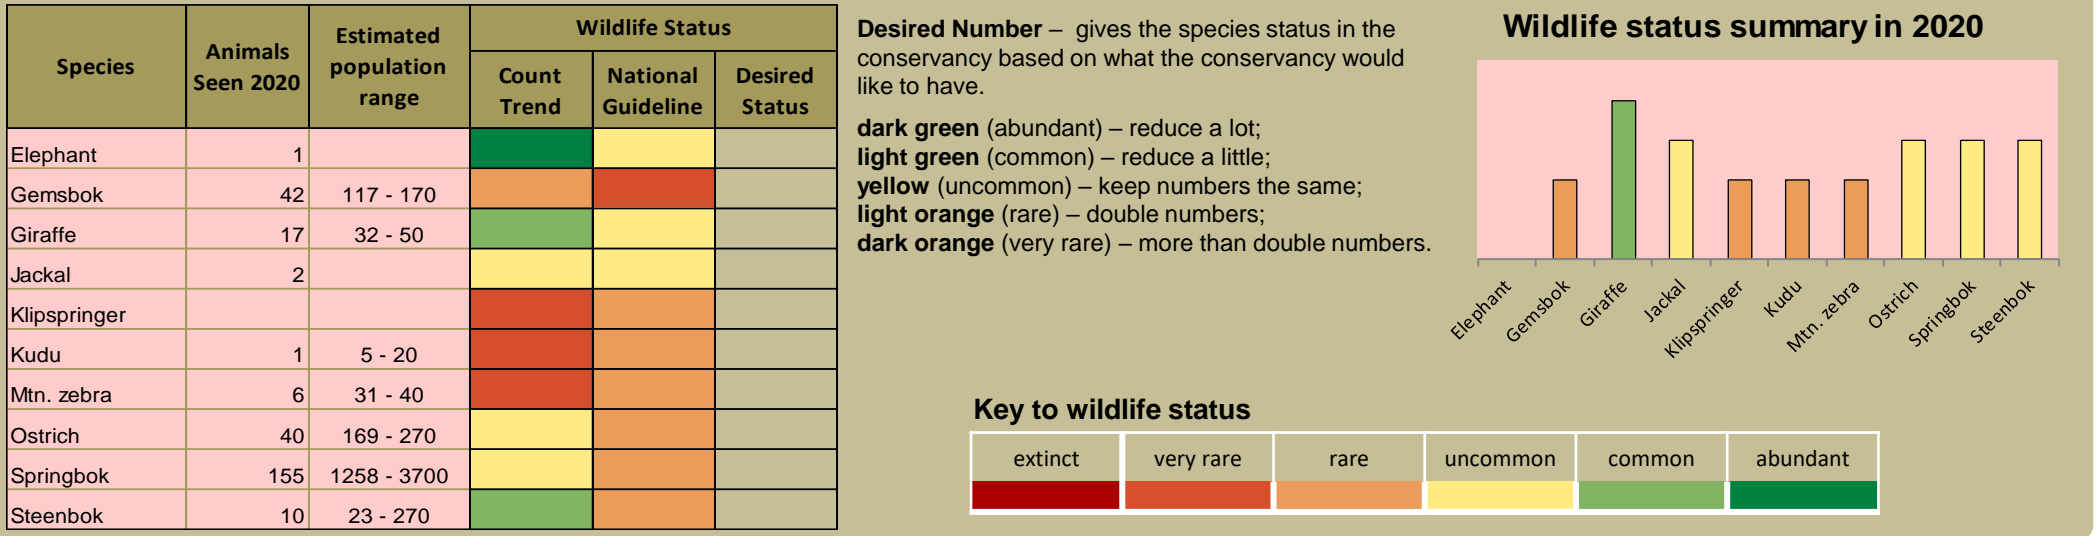 Species
Animals
Seen 2020
Estimated
population
range
Wildlife Status
Count
Trend
National
Guideline
Desired
Status
Elephant 1
Gemsbok 42 117 - 170
Giraffe 17 32 - 50
Jackal 2
Klipspringer
Kudu 1 5 - 20
Mtn. zebra 6 31 - 40
Ostrich 40 169 - 270
Springbok 155 1258 - 3700
Steenbok 10 23 - 270
Desired Number – gives the species status in the
conservancy based on what the conservancy would
like to have.
dark green (abundant) – reduce a lot;
light green (common) – reduce a little;
yellow (uncommon) – keep numbers the same;
light orange (rare) – double numbers;
dark orange (very rare) – more than double numbers.
Wildlife status summary in 2020
Elephant
Gemsbok
Giraffe
Jackal
Klipspringer
Kudu
Mtn. zebra
Ostrich
Springbok
Steenbok
Key to wildlife status
extinct very rare rare uncommon common abundant